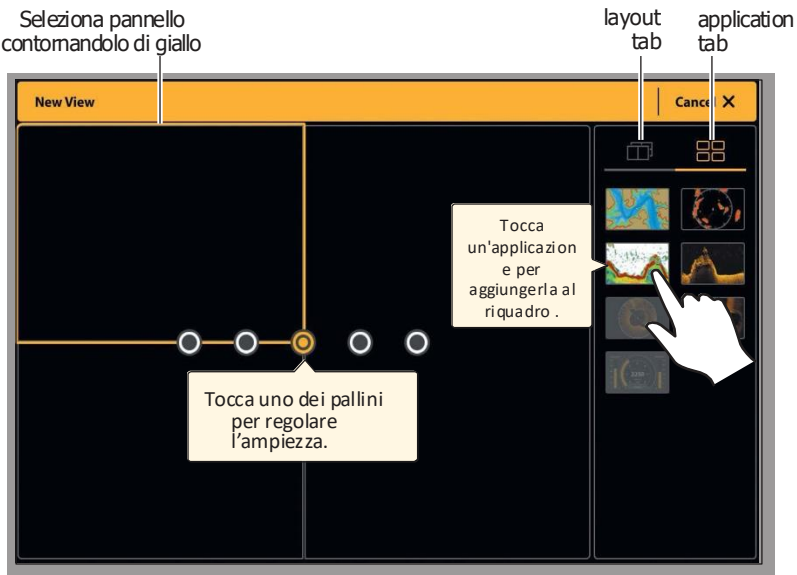 Seleziona pannello
contornandolo di giallo
layout
tab
application
tab
New View
Cancel X
Tocca
un'applicazion
e per
aggiungerla al
riquadro .
Tocca uno dei pallini
per regolare
l'ampiezza.